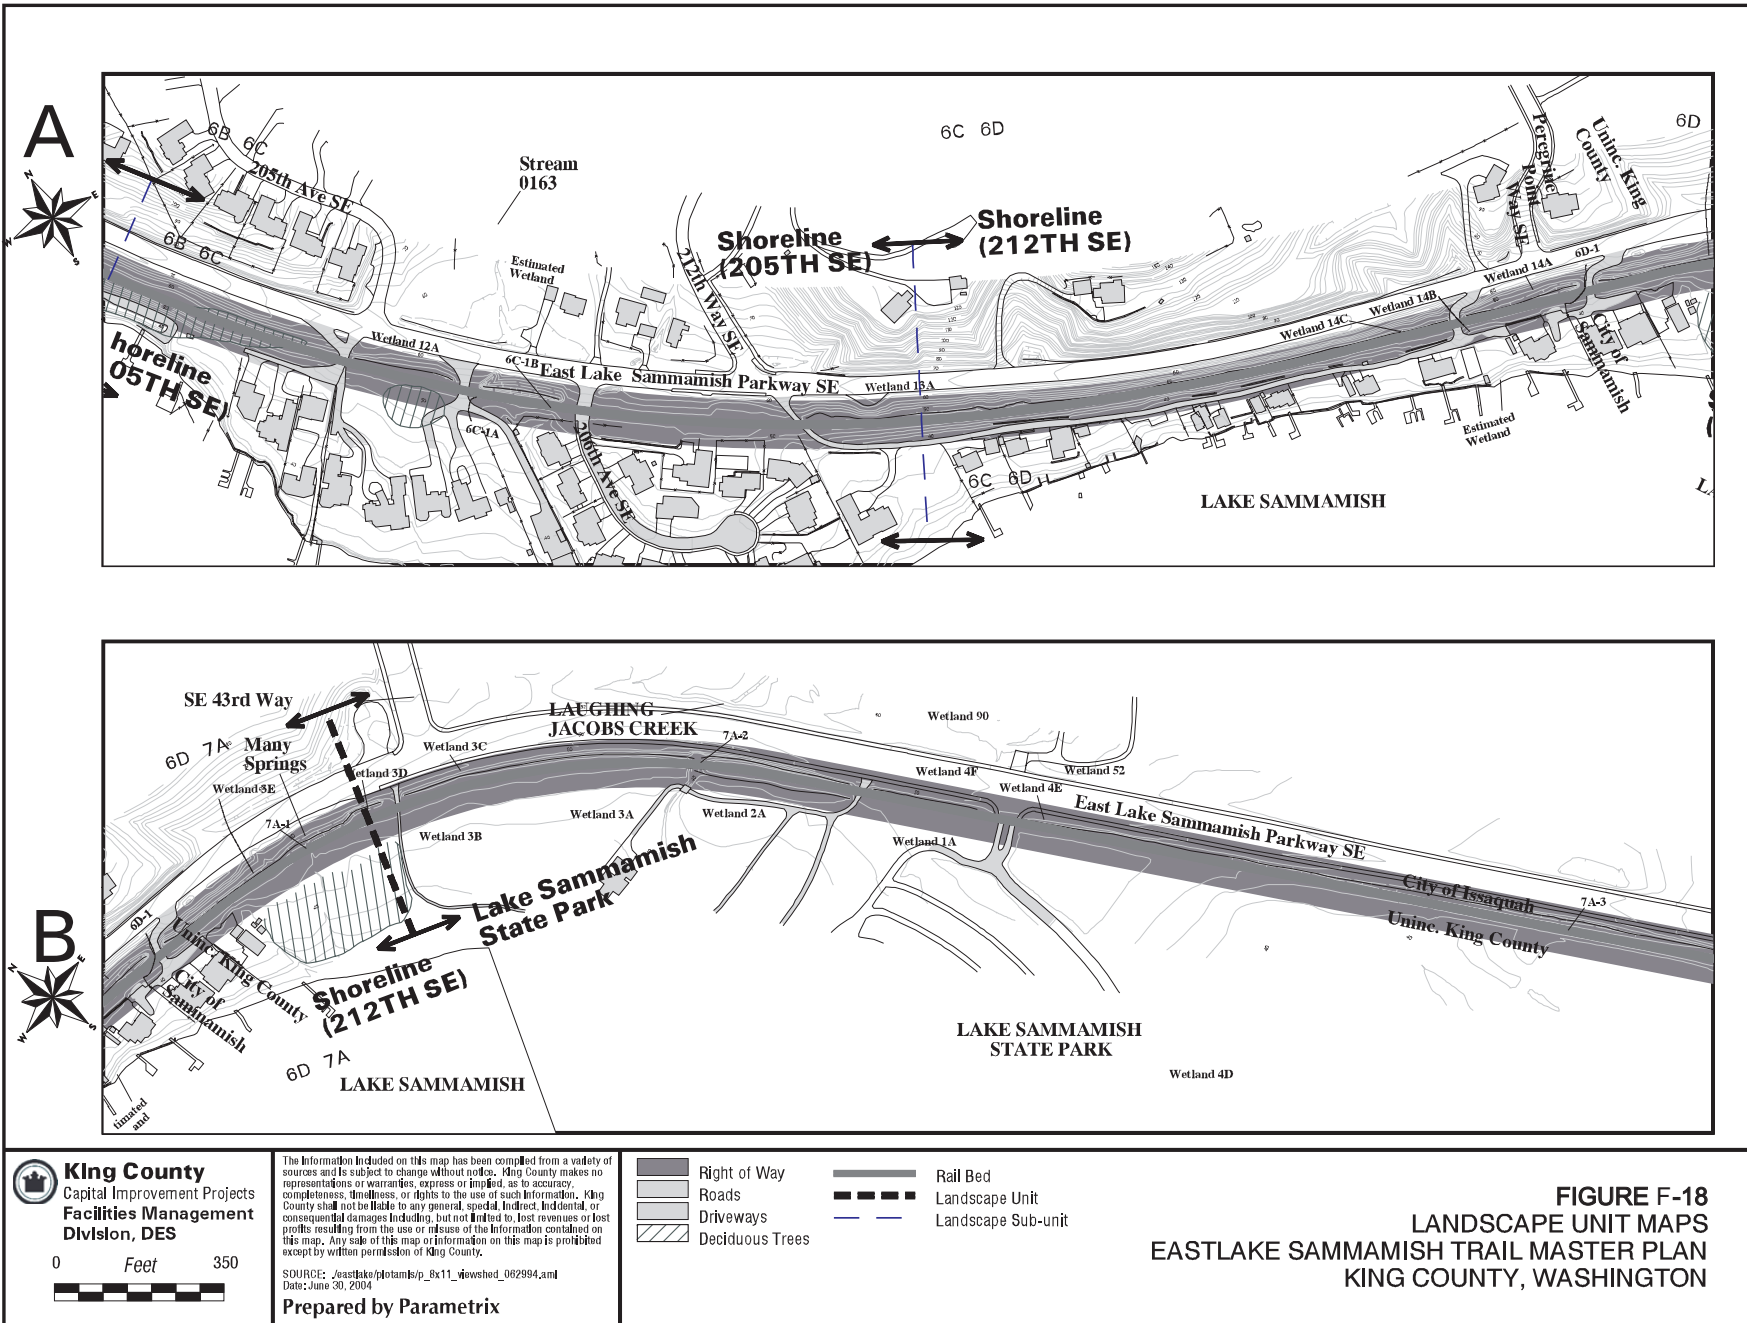 A
N
E
W
S
6B
6C
205th Ave SE
6B
6C
Stream
0163
Estimated
Wetland
212th Way SE
Shoreline
(205TH SE)
Shoreline
(212TH SE)
6C 6D
Peregrine
Point
Way SE
Uninc. King
County
6D
6D-1
Wetland 14A
Wetland 14B
Wetland 14C
City of
Sammamish
horeline
05TH SE)
Wetland 12A
6C-1B
East Lake Sammamish Parkway SE
Wetland 13A
6C-1A
206th Ave SE
6C 6D
Estimated
Wetland
LAKE SAMMAMISH
B
N
E
W
S
SE 43rd Way
6D 7A
Many
Springs
Wetland 3E
7A-1
etland 3D
Wetland 3C
LAUGHING
JACOBS CREEK
7A-2
Wetland 90
Wetland 4F
Wetland 52
Wetland 4E
East Lake Sammamish Parkway SE
Wetland 3A
Wetland 2A
Wetland 3B
Wetland 1A
City of Issaquah
7A-3
Uninc. King County
Lake Sammamish
State Park
Shoreline
(212TH SE)
6D-1
Uninc. King County
City of
Sammamish
6D 7A
LAKE SAMMAMISH
LAKE SAMMAMISH
STATE PARK
Wetland 4D
timated
and
King County
Capital Improvement Projects
Facilities Management
Division, DES
0 Feet 350
The information included on this map has been compiled from a variety of
sources and is subject to change without notice. King County makes no
representations or warranties, express or implied, as to accuracy,
completeness, timeliness, or rights to the use of such information. King
County shall not be liable to any general, special, indirect, incidental, or
consequential damages including, but not limited to, lost revenues or lost
profits resulting from the use or misuse of the information contained on
this map. Any sale of this map or information on this map is prohibited
except by written permission of King County.
SOURCE: ./eastlake/plotamls/p_8x11_viewshed_062994.aml
Date: June 30, 2004
Prepared by Parametrix
Right of Way
Roads
Driveways
Deciduous Trees
Rail Bed
Landscape Unit
Landscape Sub-unit
FIGURE F-18
LANDSCAPE UNIT MAPS
EASTLAKE SAMMAMISH TRAIL MASTER PLAN
KING COUNTY, WASHINGTON